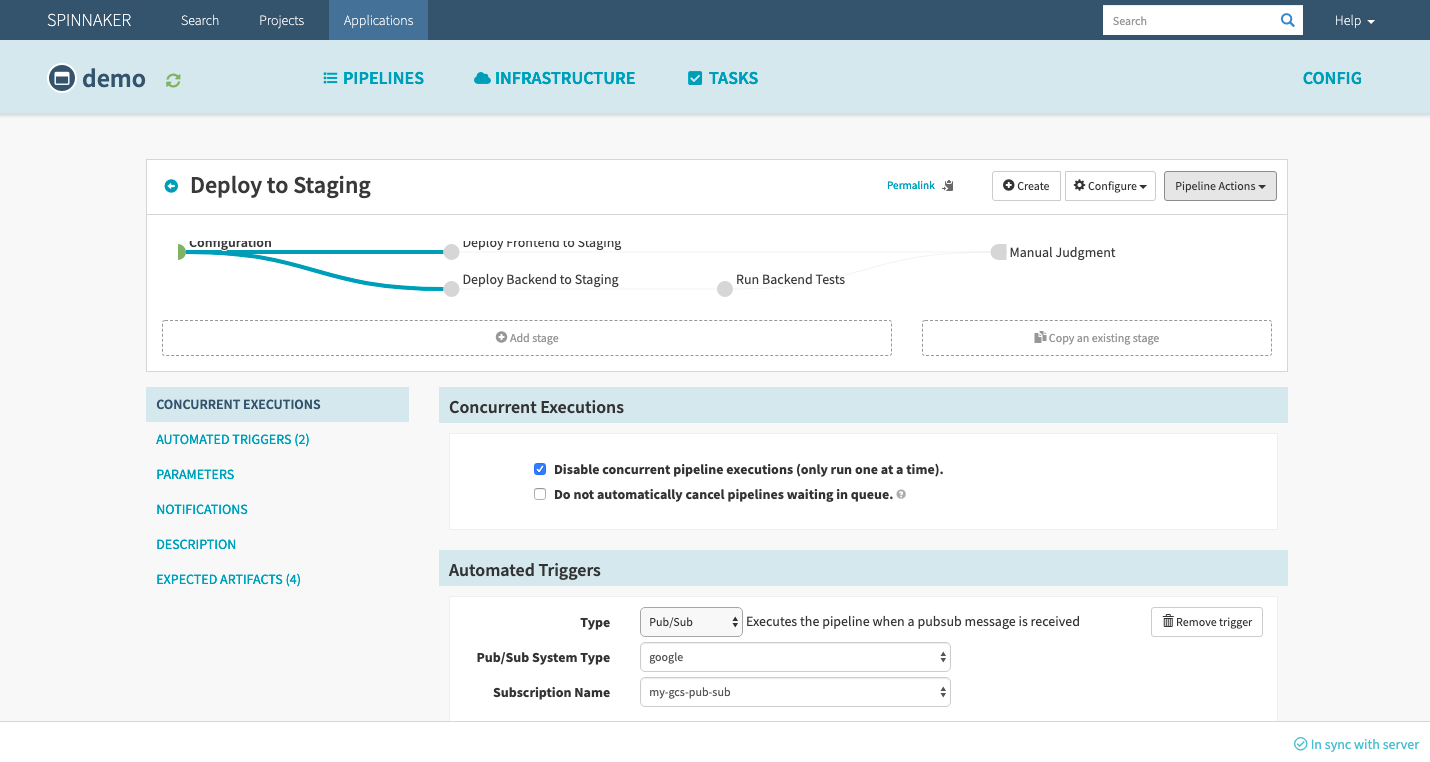 SPINNAKER Search Projects Applications Search Help
demo PIPELINES INFRASTRUCTURE TASKS CONFIG
Deploy to Staging Permalink Create Configure Pipeline Actions
Configuration Deploy Frontend to Staging Manual Judgment
Deploy Backend to Staging Run Backend Tests
Add stage Copy an existing stage
CONCURRENT EXECUTIONS
AUTOMATED TRIGGERS (2)
PARAMETERS
NOTIFICATIONS
DESCRIPTION
EXPECTED ARTIFACTS (4)
Concurrent Executions
Disable concurrent pipeline executions (only run one at a time).
Do not automatically cancel pipelines waiting in queue.
Automated Triggers
Type Pub/Sub Executes the pipeline when a pubsub message is received Remove trigger
Pub/Sub System Type google
Subscription Name my-gcs-pub-sub
In sync with server